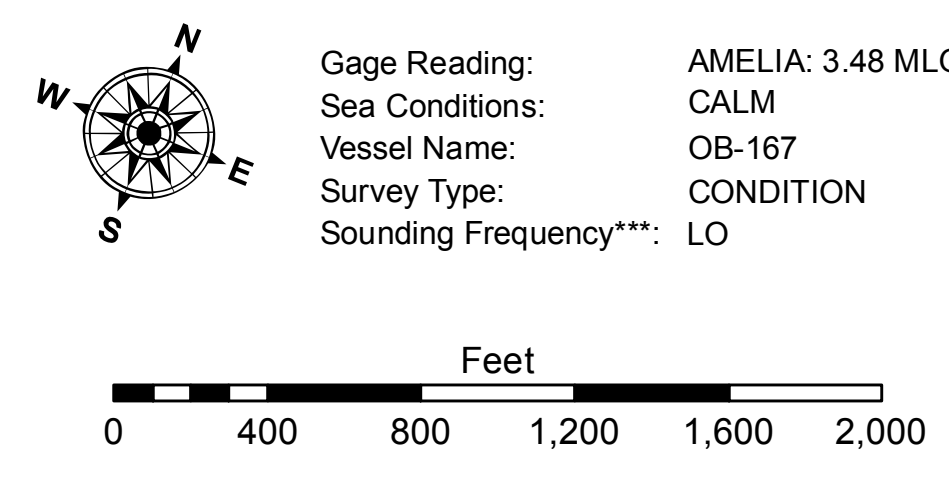 N
W
E
S
Gage Reading: AMELIA: 3.48
Sea Conditions: CALM
Vessel Name: OB-167
Survey Type: CONDITION
Sounding Frequency***: LO
Feet
0 400 800 1,200 1,600 2,000